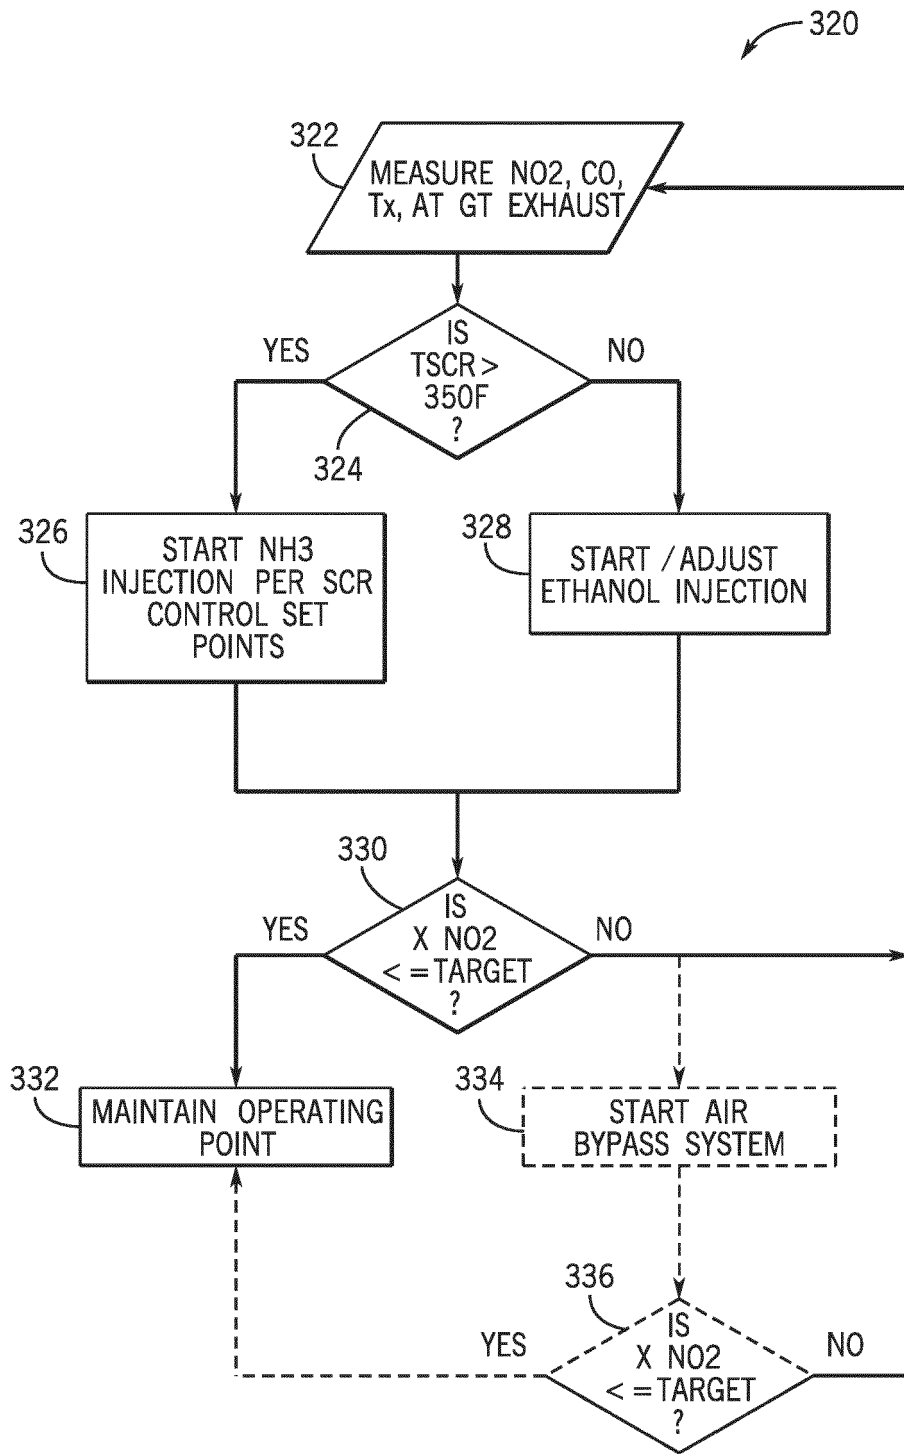 320
322
MEASURE NO2, CO,
Tx, AT GT EXHAUST
IS
TSCR >
350F
?
YES
NO
324
326
START NH3
INJECTION PER SCR
CONTROL SET
POINTS
328
START / ADJUST
ETHANOL INJECTION
330
IS
X NO2
< = TARGET
?
YES
NO
332
MAINTAIN OPERATING
POINT
334
START AIR
BYPASS SYSTEM
336
IS
X NO2
< = TARGET
?
YES
NO